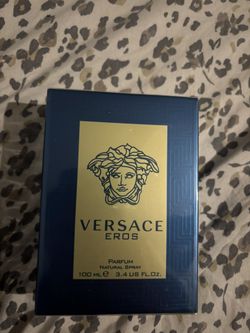 VERSACE
EROS
PARFUM
NATURAL SPRAY
100 ML ℮ 3.4 US FL.OZ.